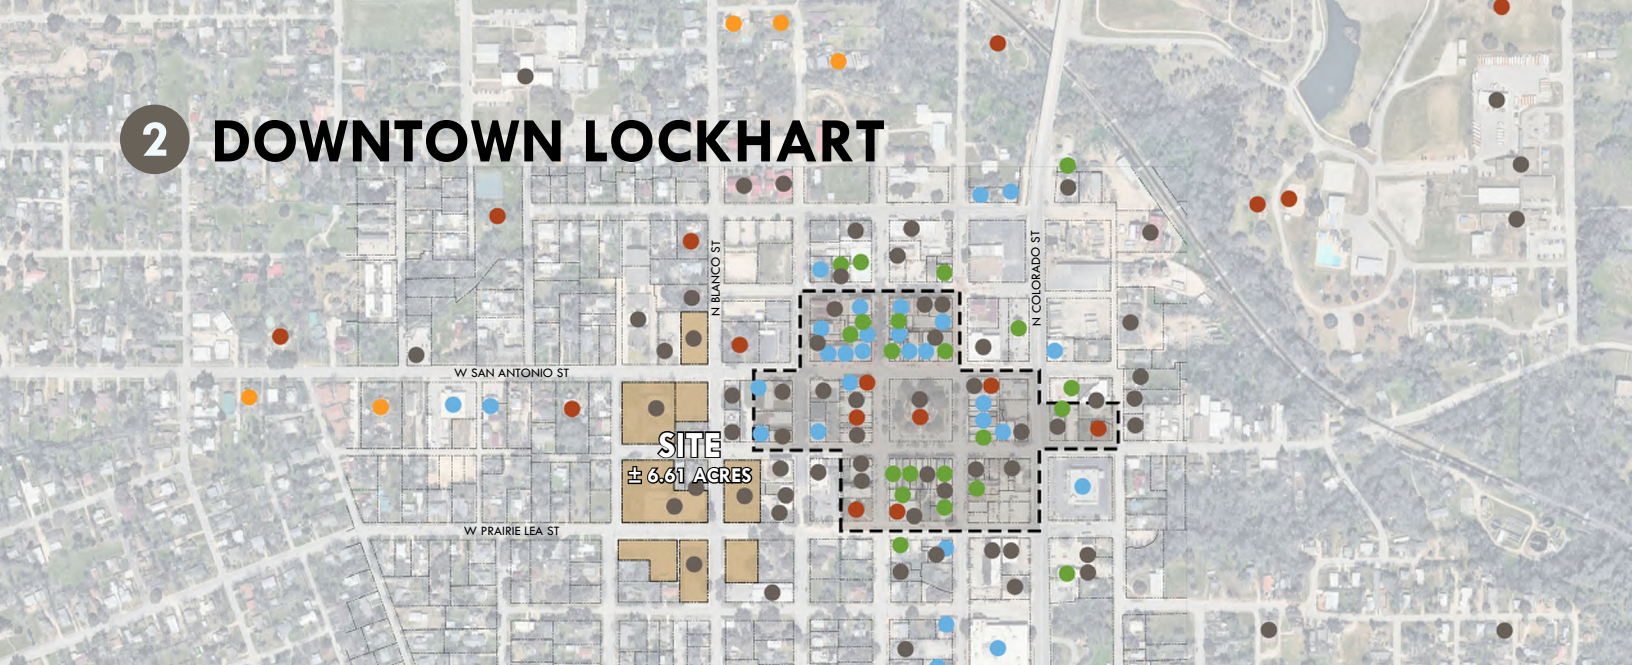 2 DOWNTOWN LOCKHART
N BLANCO ST
N COLORADO ST
W SAN ANTONIO ST
SITE
± 6.61 ACRES
W PRAIRIE LEA ST